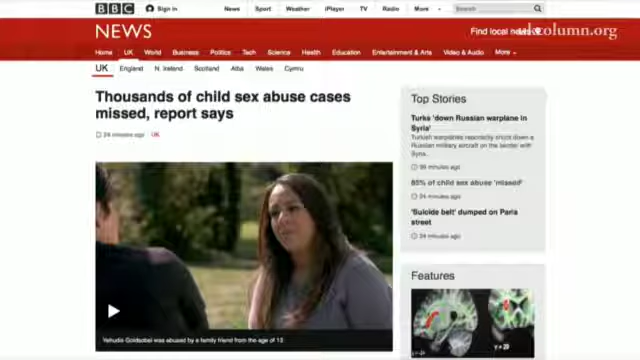 BBC
Sign in
News
Sport
Weather
iPlayer
TV
Radio
More
Search
NEWS
Find local news
column.org
Home
UK
World
Business
Politics
Tech
Science
Health
Education
Entertainment & Arts
Video & Audio
More
UK
England
N. Ireland
Scotland
Wales
Cymru
Thousands of child sex abuse cases
missed, report says
24 minutes ago
UK
Yehudis Goldsobel was abused by a family friend from the age of 13
Top Stories
Turks 'down Russian warplane in
Syria'
Turkish warplanes reportedly shoot down a
Russian military aircraft on the border with
Syria.
39 minutes ago
85% of child sex abuse 'missed'
24 minutes ago
'Suicide belt' dumped on Paris
street
24 minutes ago
Features
y = 20